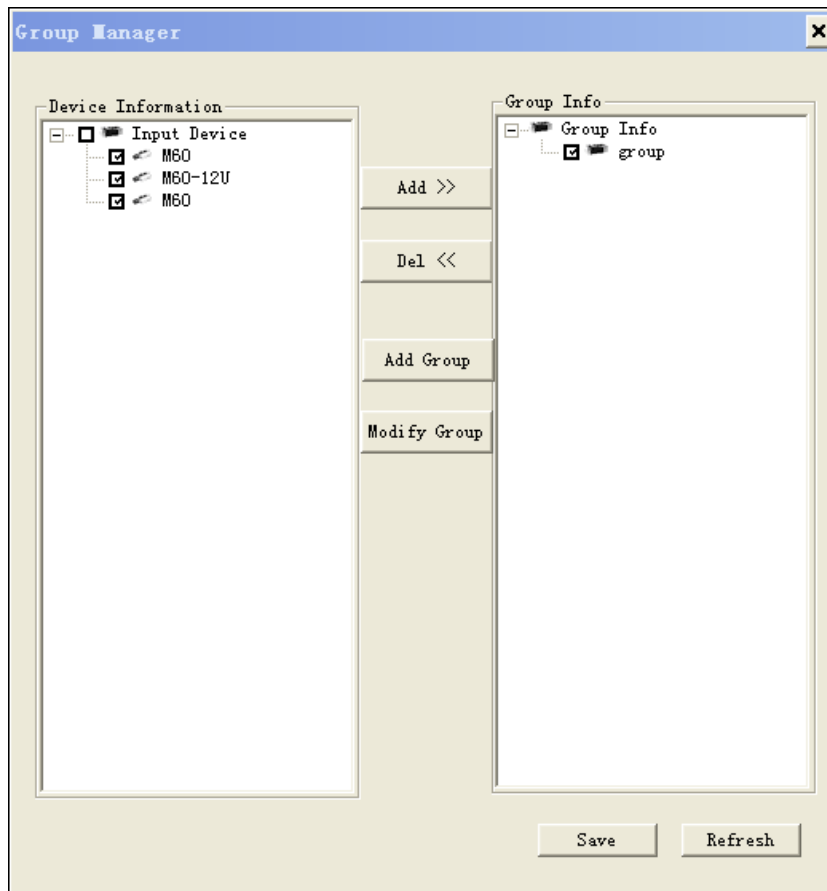 Group Manager
Device Information
Input Device
M60
M60-12U
M60
Add >>
Del <<
Add Group
Modify Group
Group Info
Group Info
group
Save
Refresh